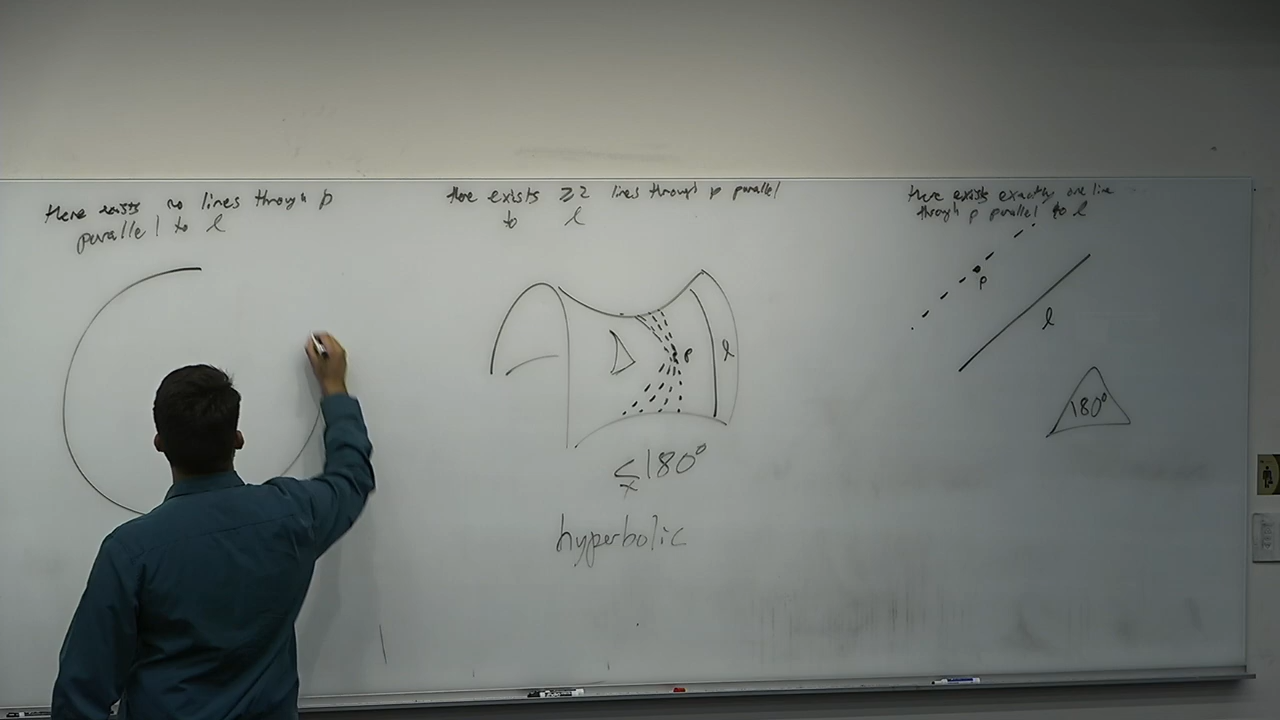 there exists no lines through p
parallel to l
there exists ≥2 lines through p parallel
to l
p
l
≨180°
hyperbolic
there exists exactly one line
through p parallel to l
p
l
180°